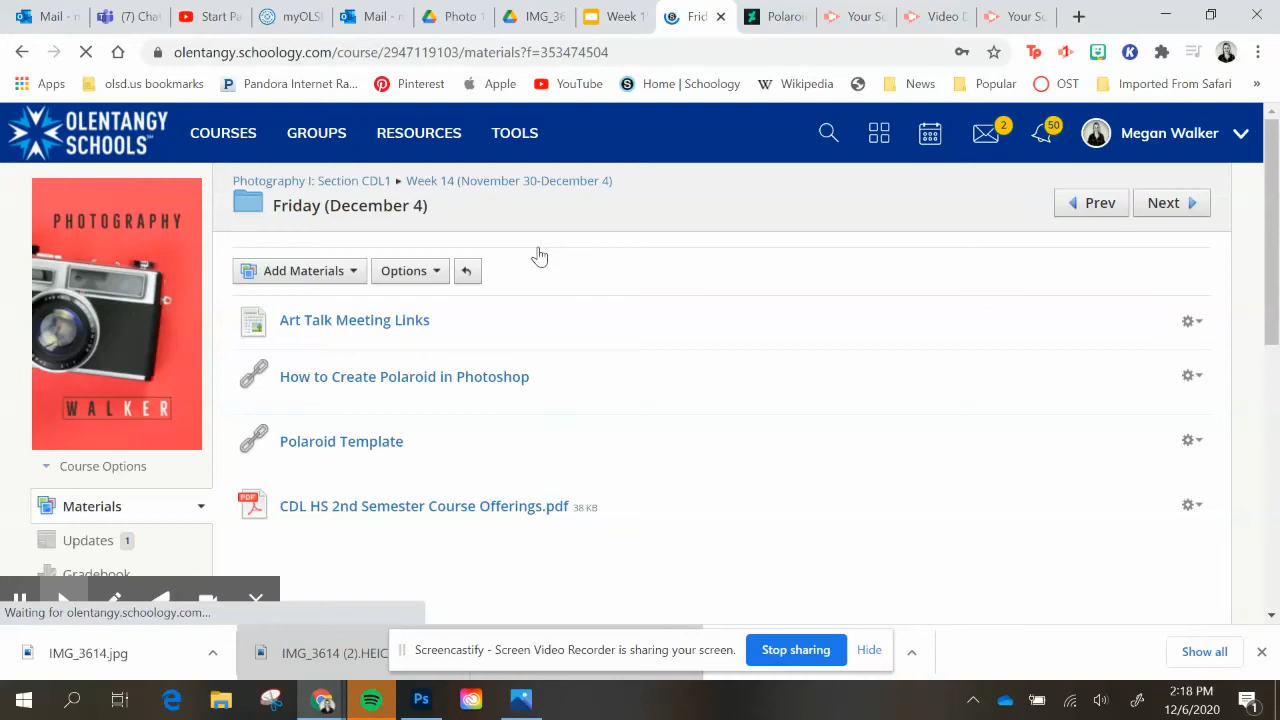 Mail - n
Chat
Start Pa
myOLSI
Mail - n
Photo 1
IMG_36
Week 1
Frid
Polaroid
Your Sc
Video D
Your Sc
olentangy.schoology.com/course/2947119103/materials?f=353474504
Apps
olsd.us bookmarks
Pandora Internet Ra...
Pinterest
Apple
YouTube
Home | Schoology
Wikipedia
News
Popular
OST
Imported From Safari
OLENTANGY SCHOOLS
COURSES
GROUPS
RESOURCES
TOOLS
2
50
Megan Walker
PHOTOGRAPHY
WALKER
Photography I: Section CDL1 ▸ Week 14 (November 30-December 4)
Friday (December 4)
Prev
Next
Add Materials
Options
Art Talk Meeting Links
How to Create Polaroid in Photoshop
Polaroid Template
CDL HS 2nd Semester Course Offerings.pdf 38 KB
Course Options
Materials
Updates 1
Gradebook
Waiting for olentangy.schoology.com...
IMG_3614.jpg
IMG_3614 (2).HEIC
Screencastify - Screen Video Recorder is sharing your screen.
Stop sharing
Hide
Show all
2:18 PM
12/6/2020
1